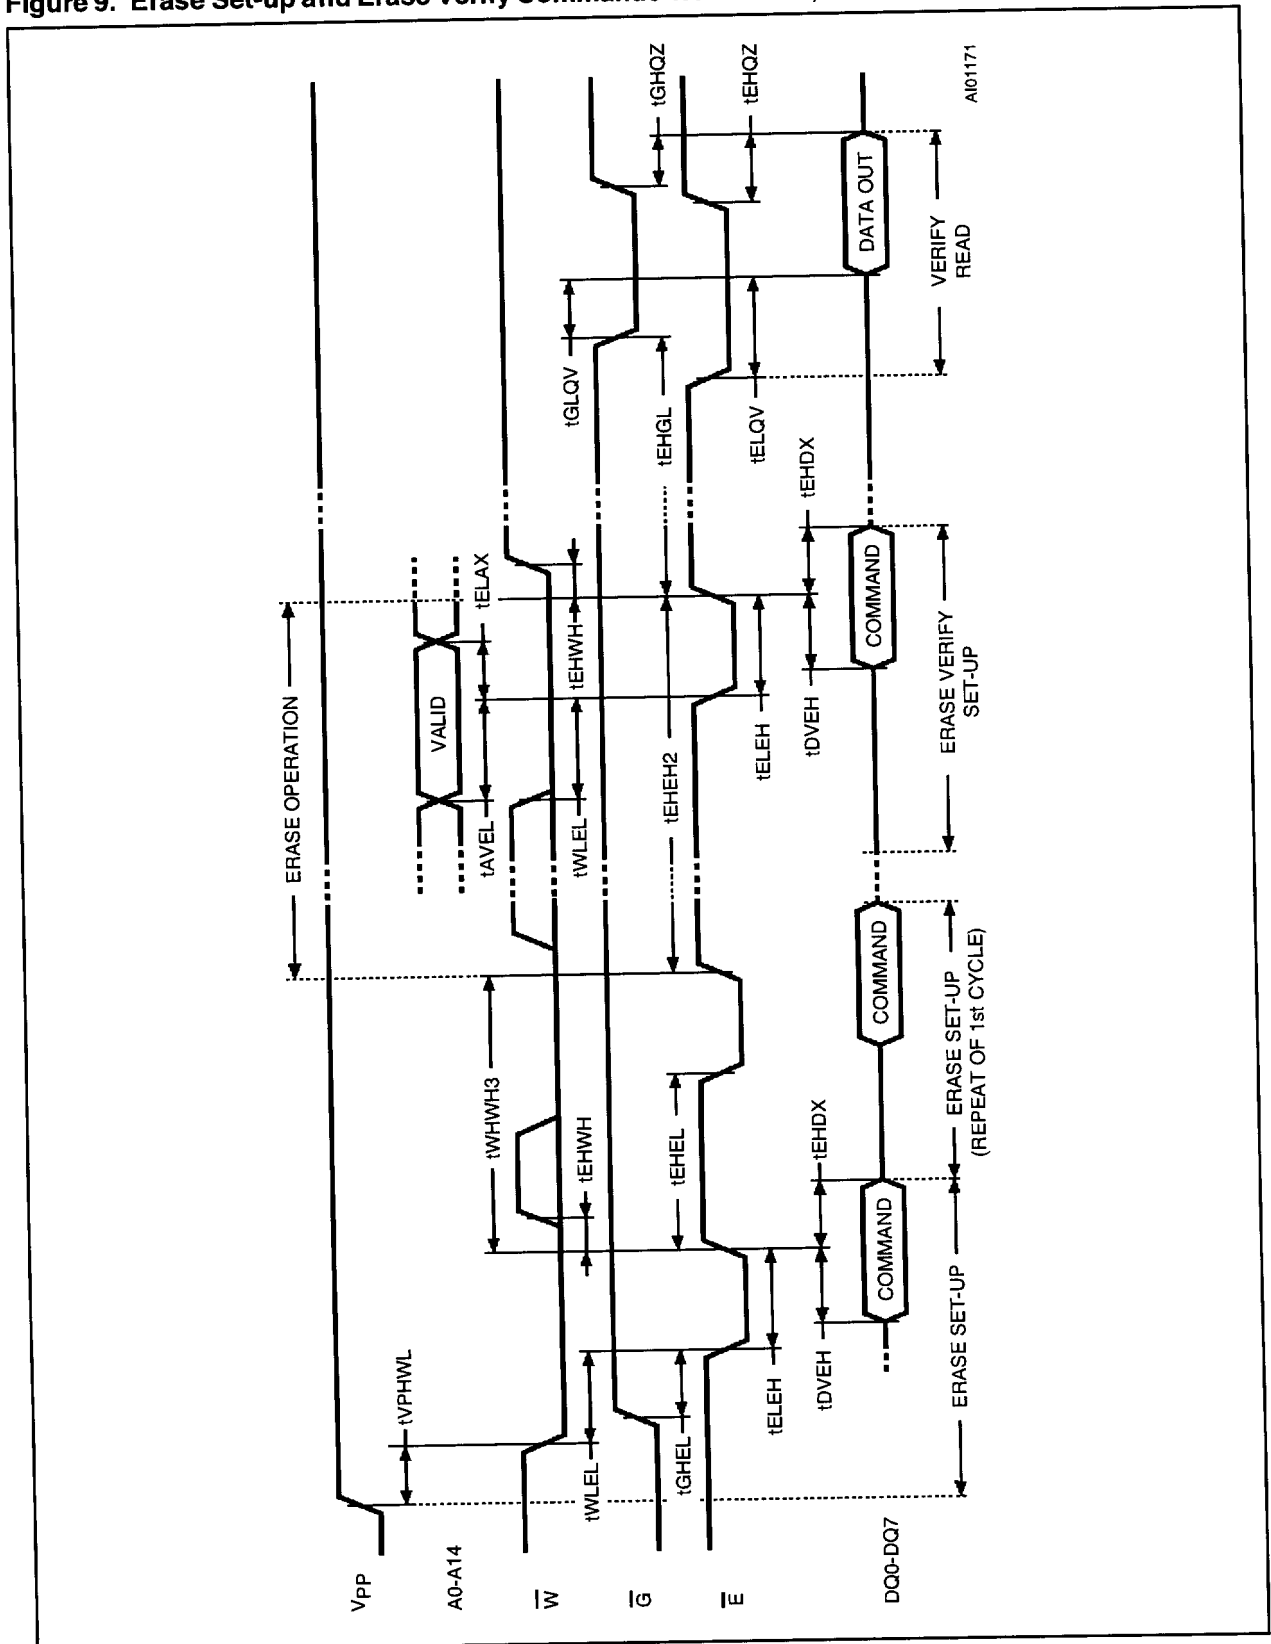 Figure 9. Erase Set-up and Erase Verify Commands
VPP
A0-A14
W
G
E
DQ0-DQ7
tVPHWL
ERASE OPERATION
VALID
tAVEL
tELAX
tWLEL
tWHWH3
tEHWH
tWLEL
tEHWH
tGLQV
tGHEL
tEHEL
tEHEH2
tEHGL
tGHQZ
tELEH
tELEH
tELQV
tEHQZ
tDVEH
tEHDX
tDVEH
tEHDX
COMMAND
COMMAND
COMMAND
DATA OUT
ERASE SET-UP
ERASE SET-UP
(REPEAT OF 1st CYCLE)
ERASE VERIFY
SET-UP
VERIFY
READ
AI01171